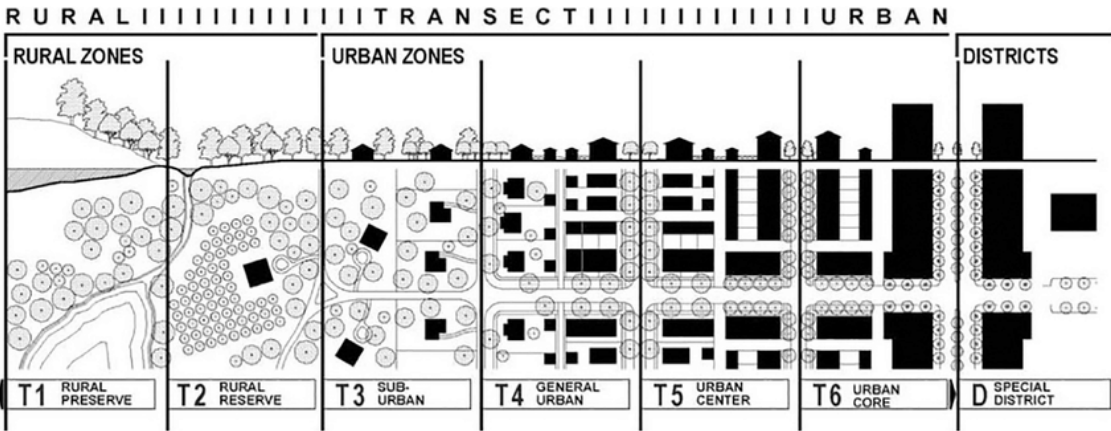 RURAL I I I I I I I I I I I I I TRANSECT I I I I I I I I I I I I I URBAN
RURAL ZONES
URBAN ZONES
DISTRICTS
T1 RURAL
PRESERVE
T2 RURAL
RESERVE
T3 SUB-
URBAN
T4 GENERAL
URBAN
T5 URBAN
CENTER
T6 URBAN
CORE
D SPECIAL
DISTRICT